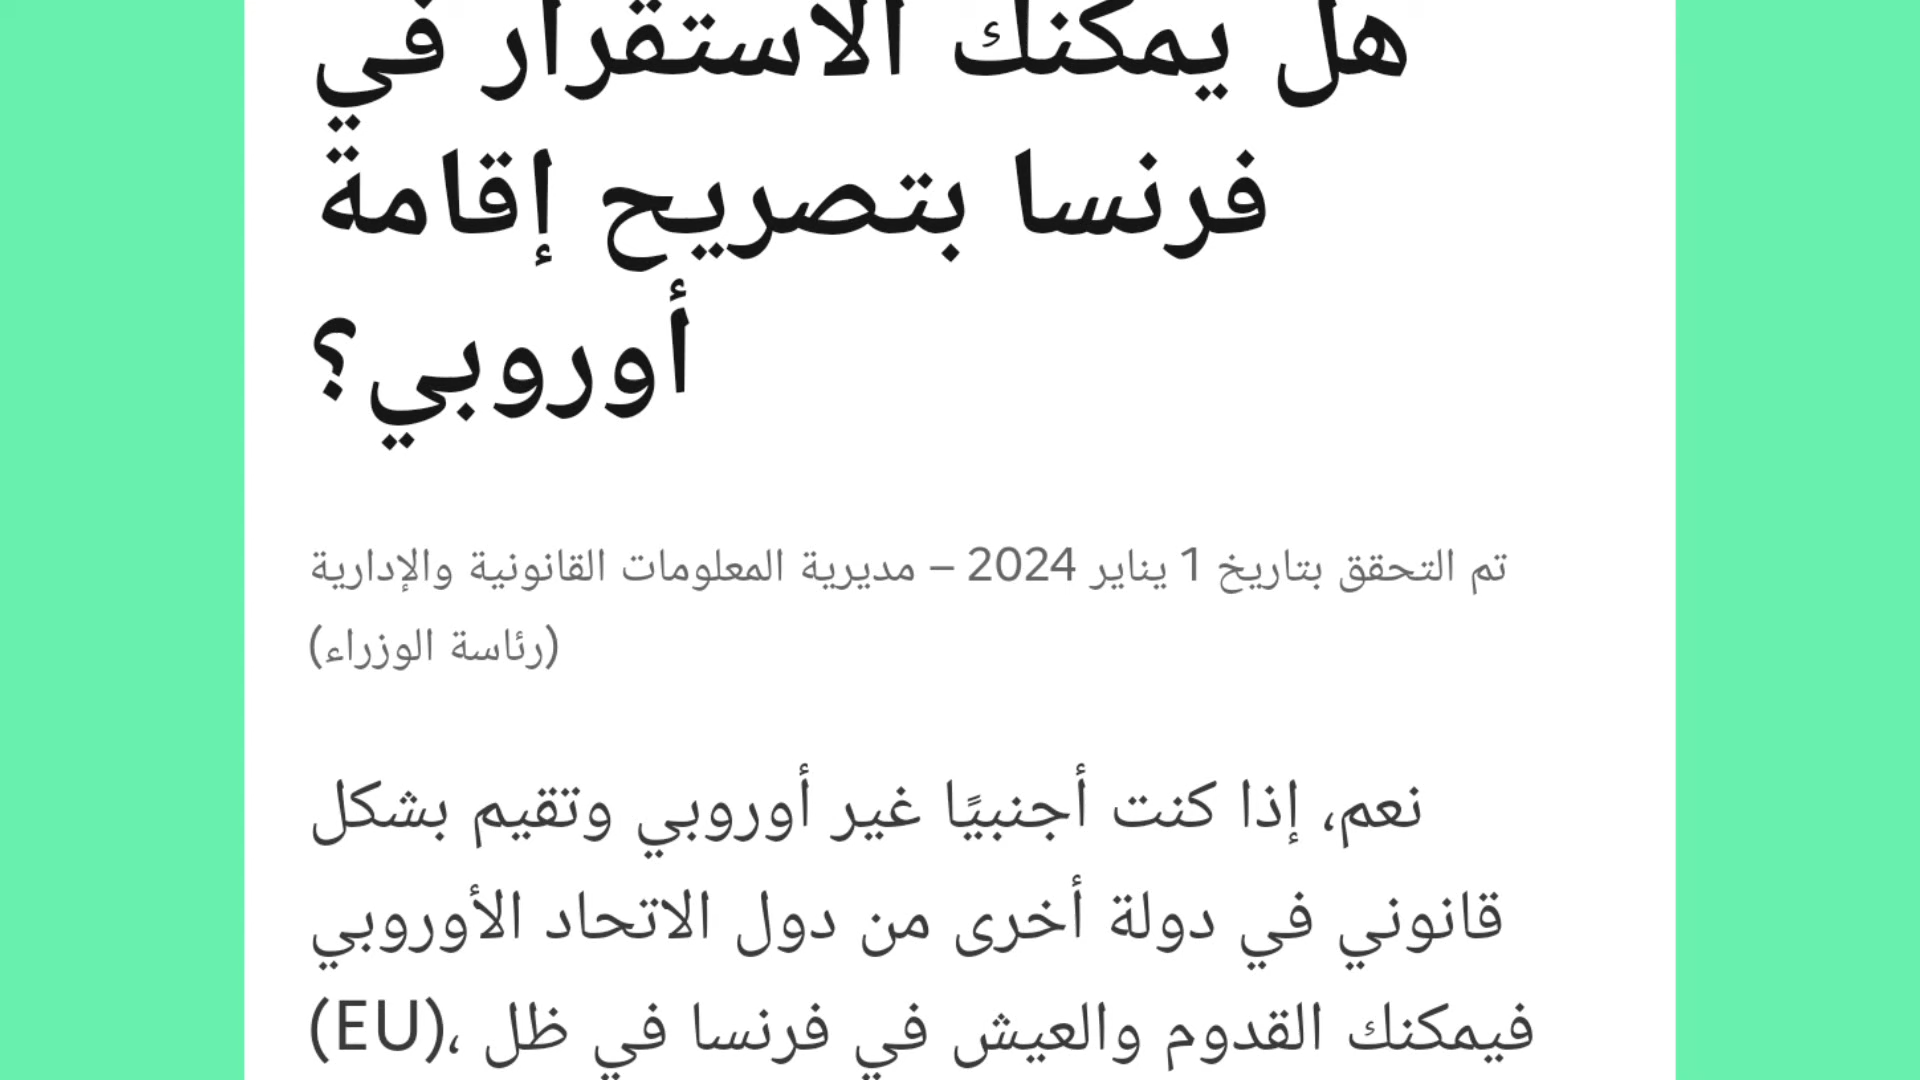 هل يمكنك الاستقرار في
فرنسا بتصريح إقامة
أوروبي؟
تم التحقق بتاريخ 1 يناير 2024 – مديرية المعلومات القانونية والإدارية
(رئاسة الوزراء)
نعم، إذا كنت أجنبيًا غير أوروبي وتقيم بشكل
قانوني في دولة أخرى من دول الاتحاد الأوروبي
(EU)، فيمكنك القدوم والعيش في فرنسا في ظل